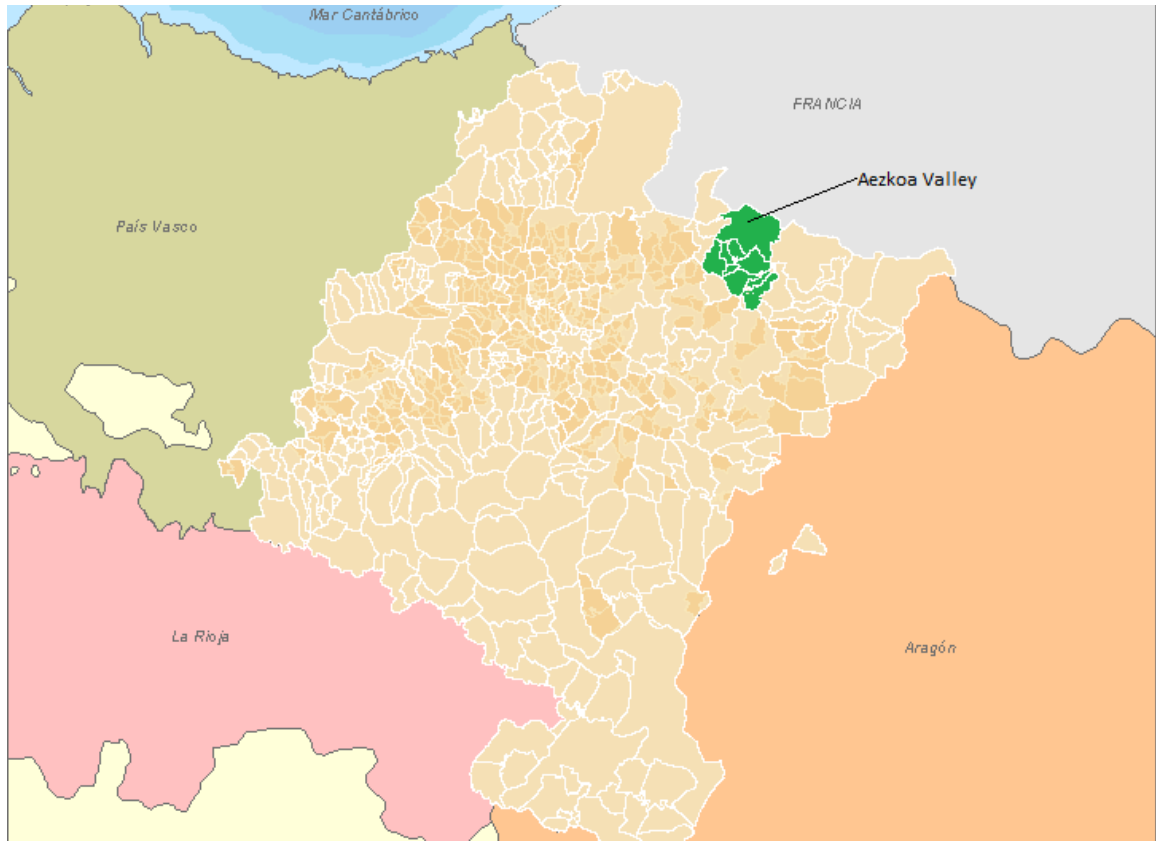 Mar Cantábrico
FRANCIA
Aezkoa Valley
País Vasco
La Rioja
Aragón